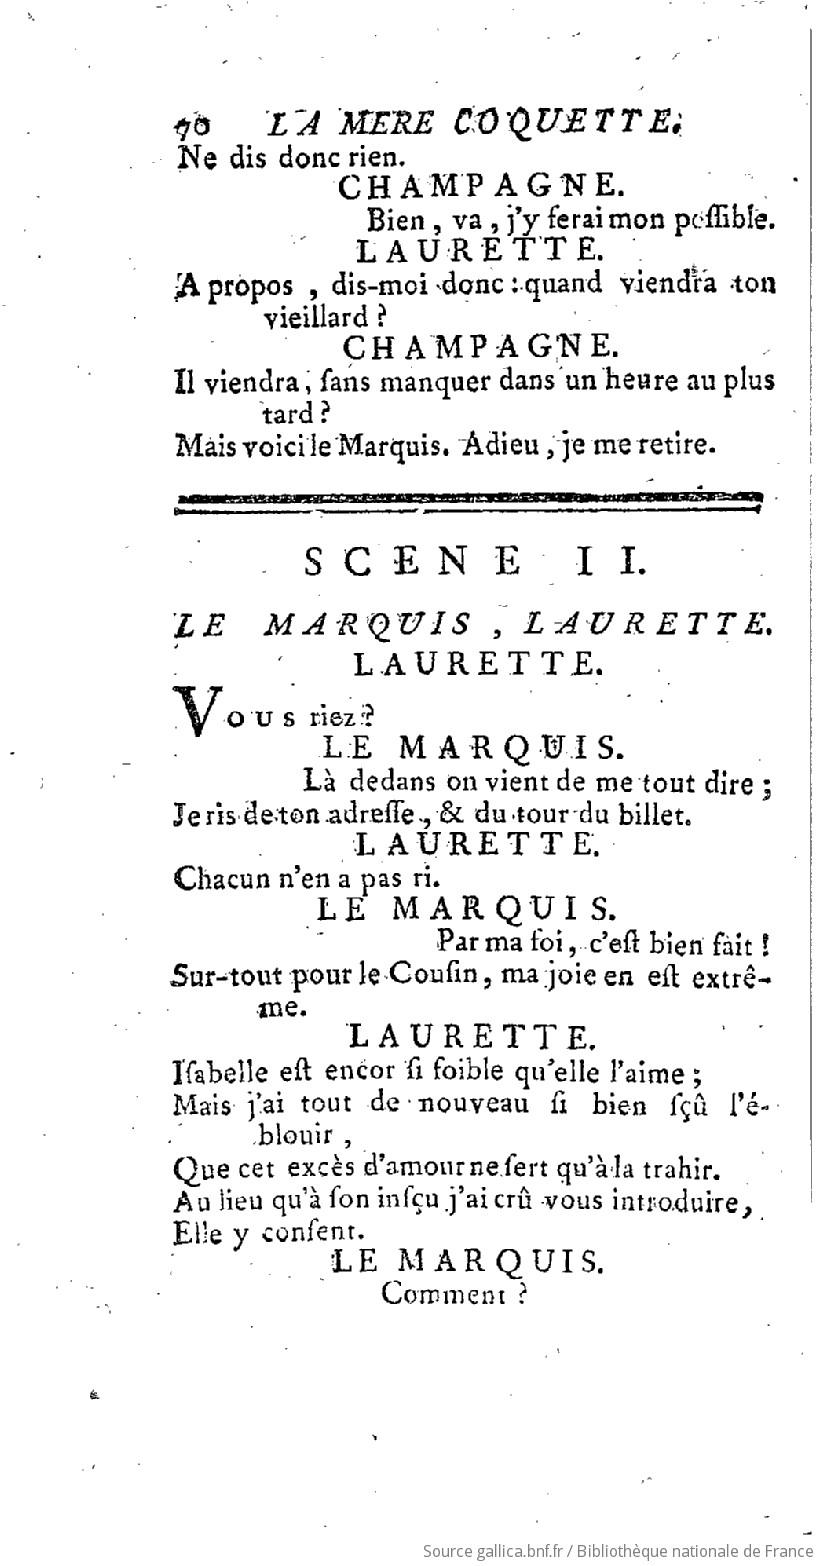 70 LA MERE COQUETTE.
Ne dis donc rien.
CHAMPAGNE.
Bien, va, j'y ferai mon poſſible.
LAURETTE.
A propos, dis-moi donc : quand viendra ton
vieillard ?
CHAMPAGNE.
Il viendra, ſans manquer dans un heure au plus
tard ?
Mais voici le Marquis. Adieu, je me retire.
SCENE II.
LE MARQUIS, LAURETTE.
LAURETTE.
Vous riez ?
LE MARQUIS.
Là dedans on vient de me tout dire ;
Je ris de ton adreſſe, & du tour du billet.
LAURETTE.
Chacun n'en a pas ri.
LE MARQUIS.
Par ma foi, c'eſt bien fait !
Sur-tout pour le Couſin, ma joie en eſt extrê-
me.
LAURETTE.
Iſabelle eſt encor ſi foible qu'elle l'aime ;
Mais j'ai tout de nouveau ſi bien ſçû l'é-
blouir,
Que cet excès d'amour ne ſert qu'à la trahir.
Au lieu qu'à ſon inſçu j'ai crû vous introduire,
Elle y conſent.
LE MARQUIS.
Comment ?
Source gallica.bnf.fr / Bibliothèque nationale de France